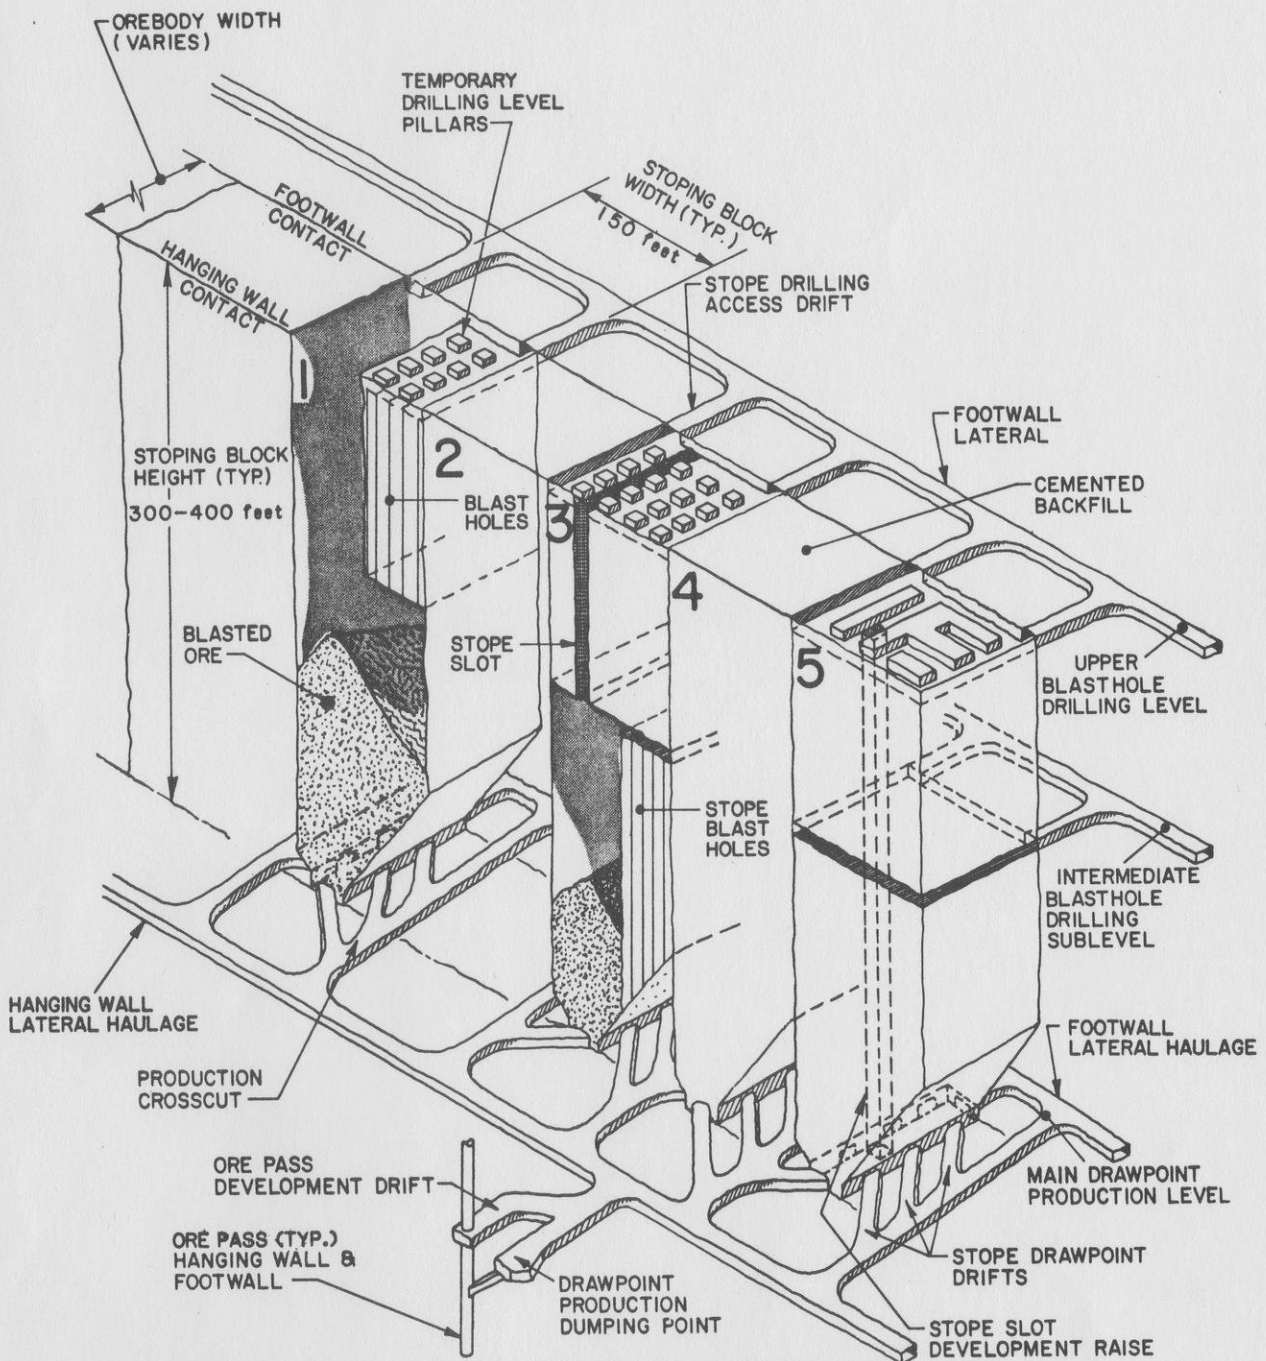 OREBODY WIDTH
(VARIES)
TEMPORARY
DRILLING LEVEL
PILLARS
STOPING BLOCK
WIDTH (TYP.)
150 feet
FOOTWALL
CONTACT
HANGING WALL
CONTACT
STOPE DRILLING
ACCESS DRIFT
1
FOOTWALL
LATERAL
STOPING BLOCK
HEIGHT (TYP.)
300-400 feet
2
BLAST
HOLES
3
CEMENTED
BACKFILL
4
BLASTED
ORE
STOPE
SLOT
5
UPPER
BLASTHOLE
DRILLING LEVEL
STOPE
BLAST
HOLES
INTERMEDIATE
BLASTHOLE
DRILLING
SUBLEVEL
HANGING WALL
LATERAL HAULAGE
FOOTWALL
LATERAL HAULAGE
PRODUCTION
CROSSCUT
ORE PASS
DEVELOPMENT DRIFT
MAIN DRAWPOINT
PRODUCTION LEVEL
ORE PASS (TYP.)
HANGING WALL &
FOOTWALL
STOPE DRAWPOINT
DRIFTS
DRAWPOINT
PRODUCTION
DUMPING POINT
STOPE SLOT
DEVELOPMENT RAISE